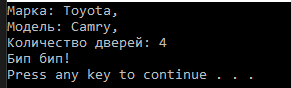 Марка: Toyota,
Модель: Camry,
Количество дверей: 4
Бип бип!
Press any key to continue . . .